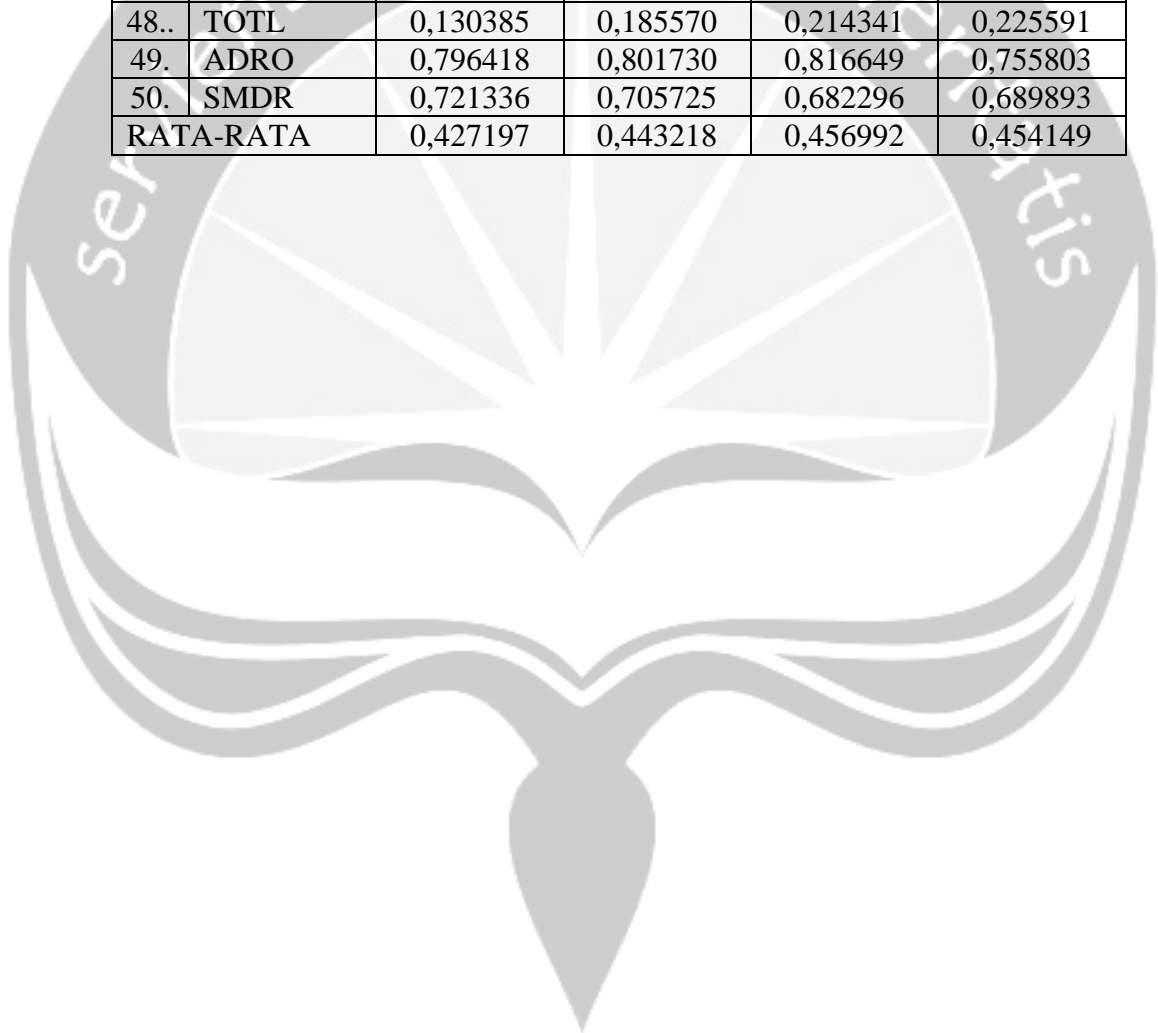 48.. TOTL 0,130385 0,185570 0,214341 0,225591
49. ADRO 0,796418 0,801730 0,816649 0,755803
50. SMDR 0,721336 0,705725 0,682296 0,689893
RATA-RATA 0,427197 0,443218 0,456992 0,454149